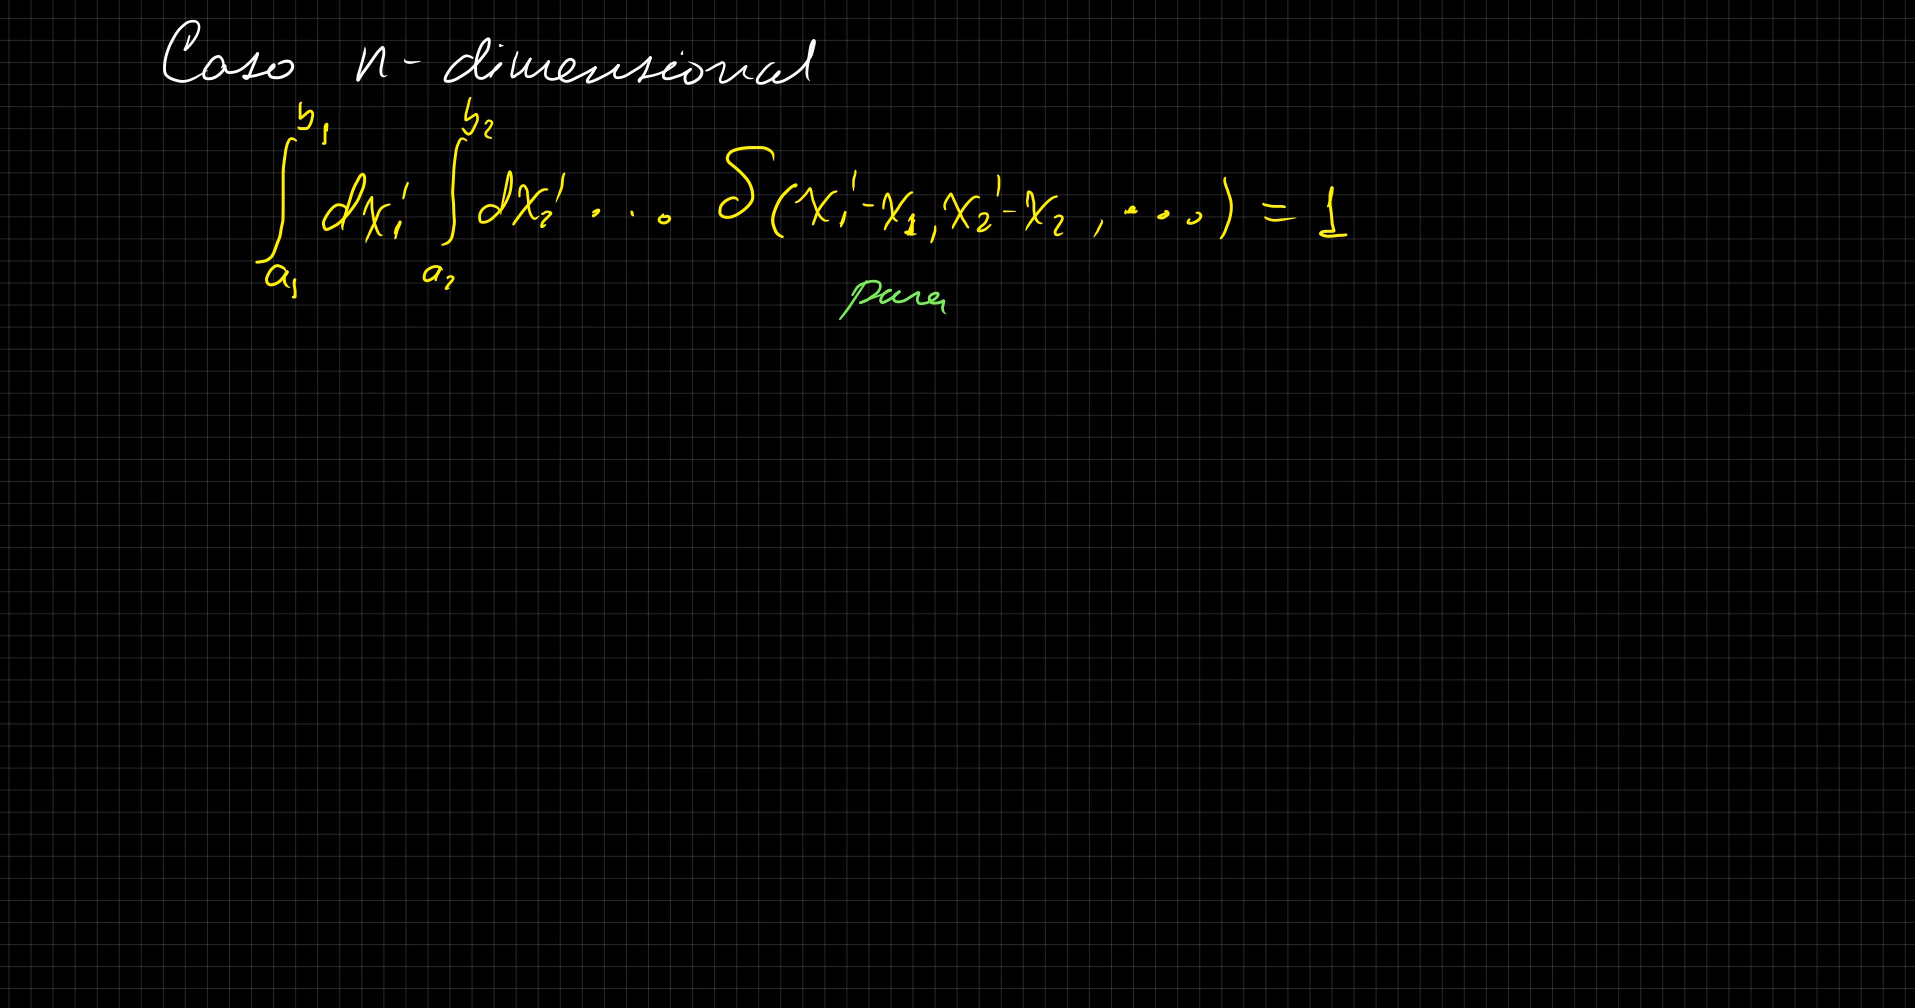 Caso n-dimensional
∫_{a₁}^{b₁} dx₁' ∫_{a₂}^{b₂} dx₂' ... δ(x₁'-x₁, x₂'-x₂, ...) = 1
para